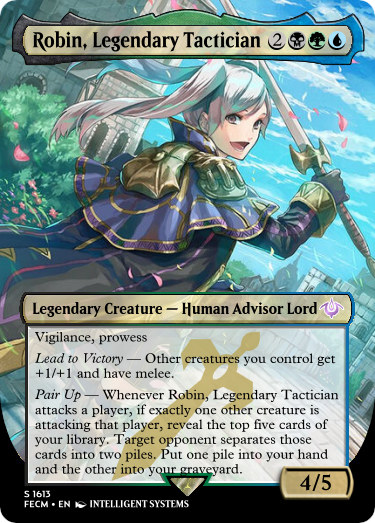 Robin, Legendary Tactician 2
Legendary Creature — Human Advisor Lord
Vigilance, prowess
Lead to Victory — Other creatures you control get
+1/+1 and have melee.
Pair Up — Whenever Robin, Legendary Tactician
attacks a player, if exactly one other creature is
attacking that player, reveal the top five cards of
your library. Target opponent separates those
cards into two piles. Put one pile into your hand
and the other into your graveyard.
4/5
S 1613
FECM • EN INTELLIGENT SYSTEMS